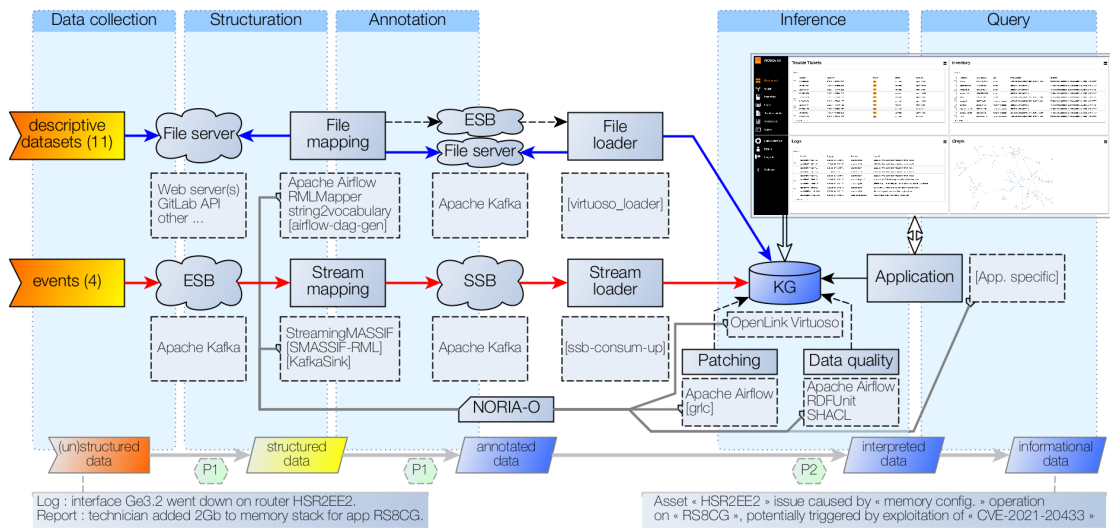 Data collection
Structuration
Annotation
Inference
Query
NORIA UI
Trouble Tickets
Inventory
Logs
Graph
descriptive
datasets (11)
File server
File
mapping
ESB
File server
File
loader
Web server(s)
GitLab API
other ...
Apache Airflow
RMLMapper
string2vocabulary
[airflow-dag-gen]
Apache Kafka
[virtuoso_loader]
events (4)
ESB
Stream
mapping
SSB
Stream
loader
KG
Application
[App. specific]
Apache Kafka
StreamingMASSIF
[SMASSIF-RML]
[KafkaSink]
Apache Kafka
[ssb-consum-up]
OpenLink Virtuoso
Patching
Data quality
Apache Airflow
[grlc]
Apache Airflow
RDFUnit
SHACL
NORIA-O
(un)structured
data
structured
data
annotated
data
interpreted
data
informational
data
P1
P1
P2
Log : interface Ge3.2 went down on router HSR2EE2.
Report : technician added 2Gb to memory stack for app RS8CG.
Asset « HSR2EE2 » issue caused by « memory config. » operation
on « RS8CG », potentially triggered by exploitation of « CVE-2021-20433 »